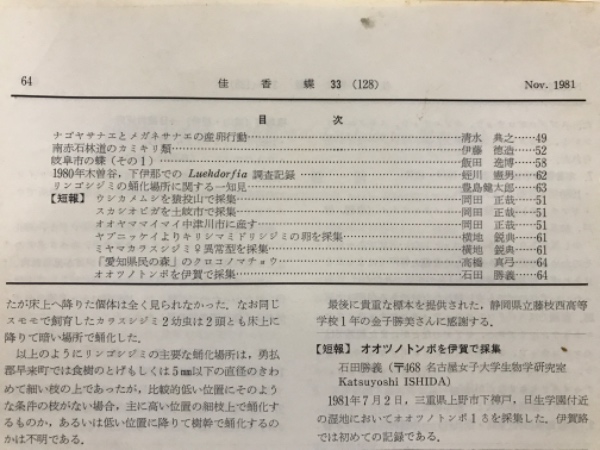 64
佳香蝶 33 (128)
Nov. 1981
目次
ナゴヤサナエとメガネサナエの産卵行動……清水 典之……49
南赤石林道のカミキリ類……伊藤 徳造……52
岐阜市の蝶(その1)……飯田 逸博……58
1980年木曽谷,下伊那での Luehdorfia 調査記録……蛭川 憲男……62
リンゴシジミの蛹化場所に関する一知見……豊島健太郎……63
【短報】 ウシカメムシを猿投山で採集……岡田 正哉……51
スカシオビガを土岐市で採集……岡田 正哉……51
オオヤママイマイ中津川市に産す……岡田 正哉……51
ヤブニッケイよりキリシマミドリシジミの卵を採集……横地 鋭典……61
ミヤマカラスシジミ♀異常型を採集……横地 鋭典……61
「愛知県民の森」のクロコノマチョウ……高橋 真弓……64
オオツノトンボを伊賀で採集……石田 勝義……64
たが床上へ降りた個体は全く見られなかった.なお同じ
スモモで飼育したカラスシジミ2幼虫は2頭とも床上に
降りて暗い場所で蛹化した.
以上のようにリンゴシジミの主要な蛹化場所は,勇払
郡早来町では食樹のとげもしくは5㎜以下の直径のきわ
めて細い枝の上であったが,比較的低い位置にそのよう
な条件の枝がない場合,主に高い位置の細枝上で蛹化す
るものか,あるいは低い位置に降りて樹幹で蛹化するの
かは不明である.
最後に貴重な標本を提供された,静岡県立藤枝西高等
学校1年の金子勝美さんに感謝する.
【短報】 オオツノトンボを伊賀で採集
石田勝義(〒468 名古屋女子大学生物学研究室
Katsuyoshi ISHIDA)
1981年7月2日,三重県上野市下神戸,日生学園付近
の湿地においてオオツノトンボ1♂を採集した.伊賀路
では初めての記録である.